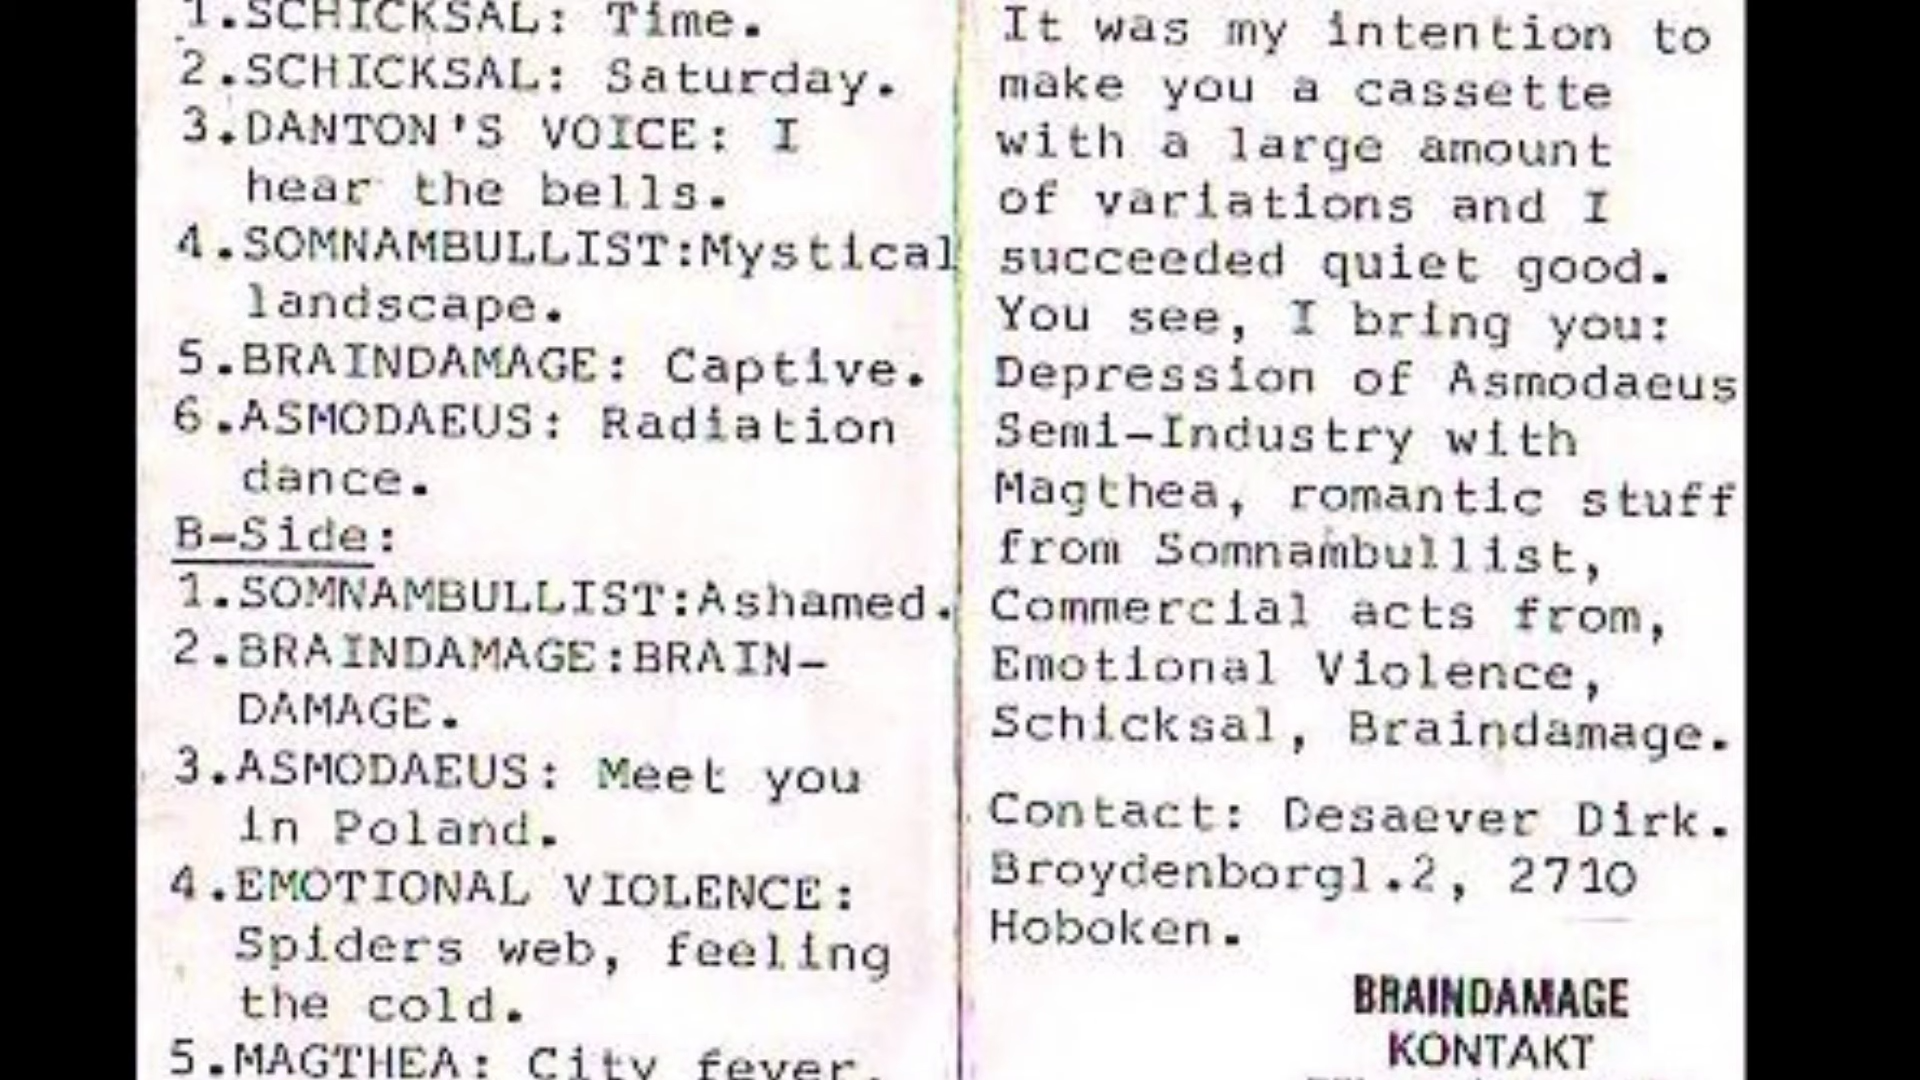 1.SCHICKSAL: Time.
2.SCHICKSAL: Saturday.
3.DANTON'S VOICE: I
hear the bells.
4.SOMNAMBULLIST:Mystical
landscape.
5.BRAINDAMAGE: Captive.
6.ASMODAEUS: Radiation
dance.
B-Side:
1.SOMNAMBULLIST:Ashamed.
2.BRAINDAMAGE:BRAIN-
DAMAGE.
3.ASMODAEUS: Meet you
in Poland.
4.EMOTIONAL VIOLENCE:
Spiders web, feeling
the cold.
5.MAGTHEA: City fever.
It was my intention to
make you a cassette
with a large amount
of variations and I
succeeded quiet good.
You see, I bring you:
Depression of Asmodaeus
Semi-Industry with
Magthea, romantic stuff
from Somnambullist,
Commercial acts from,
Emotional Violence,
Schicksal, Braindamage.
Contact: Desaever Dirk.
Broydenborgl.2, 2710
Hoboken.
BRAINDAMAGE
KONTAKT